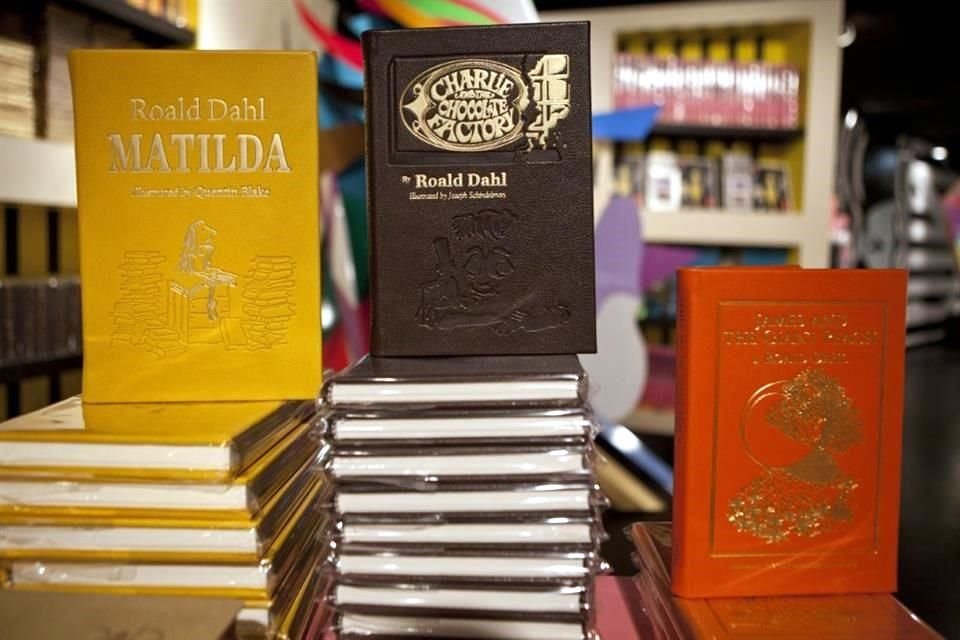 Roald Dahl
MATILDA
illustrated by Quentin Blake
CHARLIE
AND THE
CHOCOLATE
FACTORY
By Roald Dahl
Illustrated by Joseph Schindelman
JAMES AND
THE GIANT PEACH
ROALD DAHL